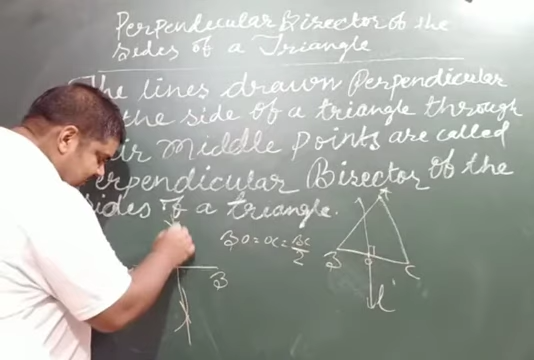 Perpendicular Bisector of the
sides of a Triangle
The lines drawn Perpendicular
the side of a triangle through
Middle Points are called
erpendicular Bisector of the
sides of a triangle.
BO = OC = BC/2
A
B
O
C
l'
B